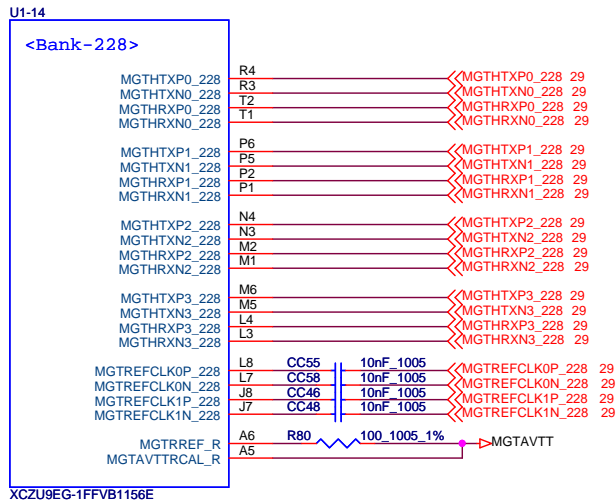 U1-14
<Bank-228>
MGTHTXP0_228 R4 MGTHTXP0_228 29
MGTHTXN0_228 R3 MGTHTXN0_228 29
MGTHRXP0_228 T2 MGTHRXP0_228 29
MGTHRXN0_228 T1 MGTHRXN0_228 29
MGTHTXP1_228 P6 MGTHTXP1_228 29
MGTHTXN1_228 P5 MGTHTXN1_228 29
MGTHRXP1_228 P2 MGTHRXP1_228 29
MGTHRXN1_228 P1 MGTHRXN1_228 29
MGTHTXP2_228 N4 MGTHTXP2_228 29
MGTHTXN2_228 N3 MGTHTXN2_228 29
MGTHRXP2_228 M2 MGTHRXP2_228 29
MGTHRXN2_228 M1 MGTHRXN2_228 29
MGTHTXP3_228 M6 MGTHTXP3_228 29
MGTHTXN3_228 M5 MGTHTXN3_228 29
MGTHRXP3_228 L4 MGTHRXP3_228 29
MGTHRXN3_228 L3 MGTHRXN3_228 29
MGTREFCLK0P_228 L8 CC55 10nF_1005 MGTREFCLK0P_228 29
MGTREFCLK0N_228 L7 CC58 10nF_1005 MGTREFCLK0N_228 29
MGTREFCLK1P_228 J8 CC46 10nF_1005 MGTREFCLK1P_228 29
MGTREFCLK1N_228 J7 CC48 10nF_1005 MGTREFCLK1N_228 29
MGTRREF_R A6 R80 100_1005_1% MGTAVTT
MGTAVTTRCAL_R A5
XCZU9EG-1FFVB1156E